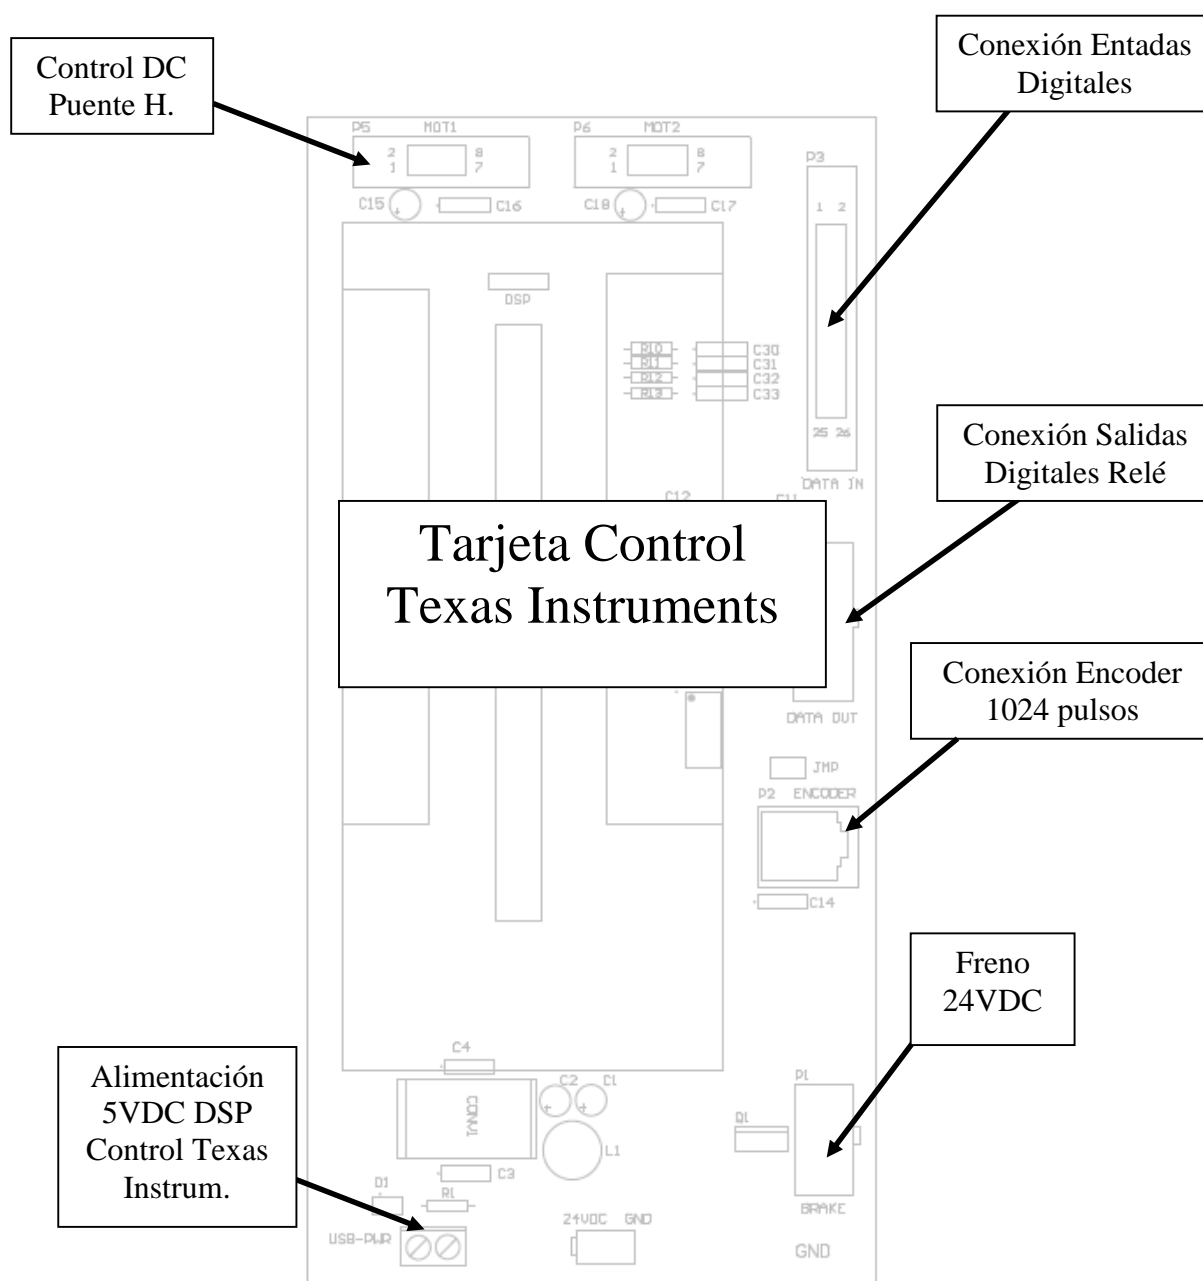 Control DC
Puente H.
Conexión Entadas
Digitales
P5 MOT1
2 8
1 7
P6 MOT2
2 8
1 7
P3
C15
C16
C18
C17
1 2
DSP
R10
C30
R11
C31
R12
C32
R13
C33
25 26
DATA IN
Conexión Salidas
Digitales Relé
C12
Tarjeta Control
Texas Instruments
DATA OUT
Conexión Encoder
1024 pulsos
JMP
P2 ENCODER
C14
Freno
24VDC
C4
C2
C1
P1
CONV1
Q1
L1
C3
Alimentación
5VDC DSP
Control Texas
Instrum.
D1
R1
BRAKE
USB-PWR
24VDC GND
GND